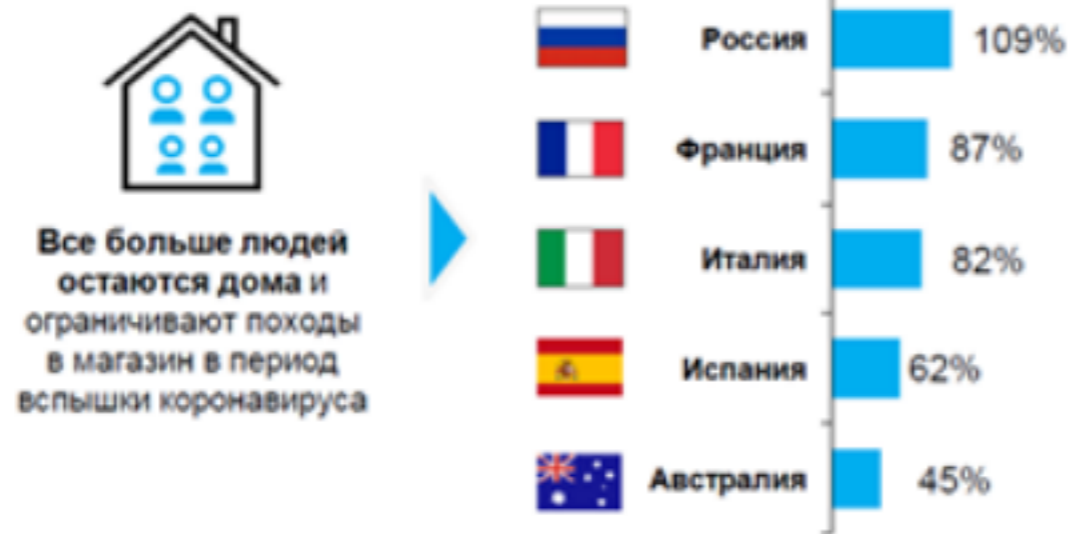 Все больше людей
остаются дома и
ограничивают походы
в магазин в период
вспышки коронавируса
Россия 109%
Франция 87%
Италия 82%
Испания 62%
Австралия 45%